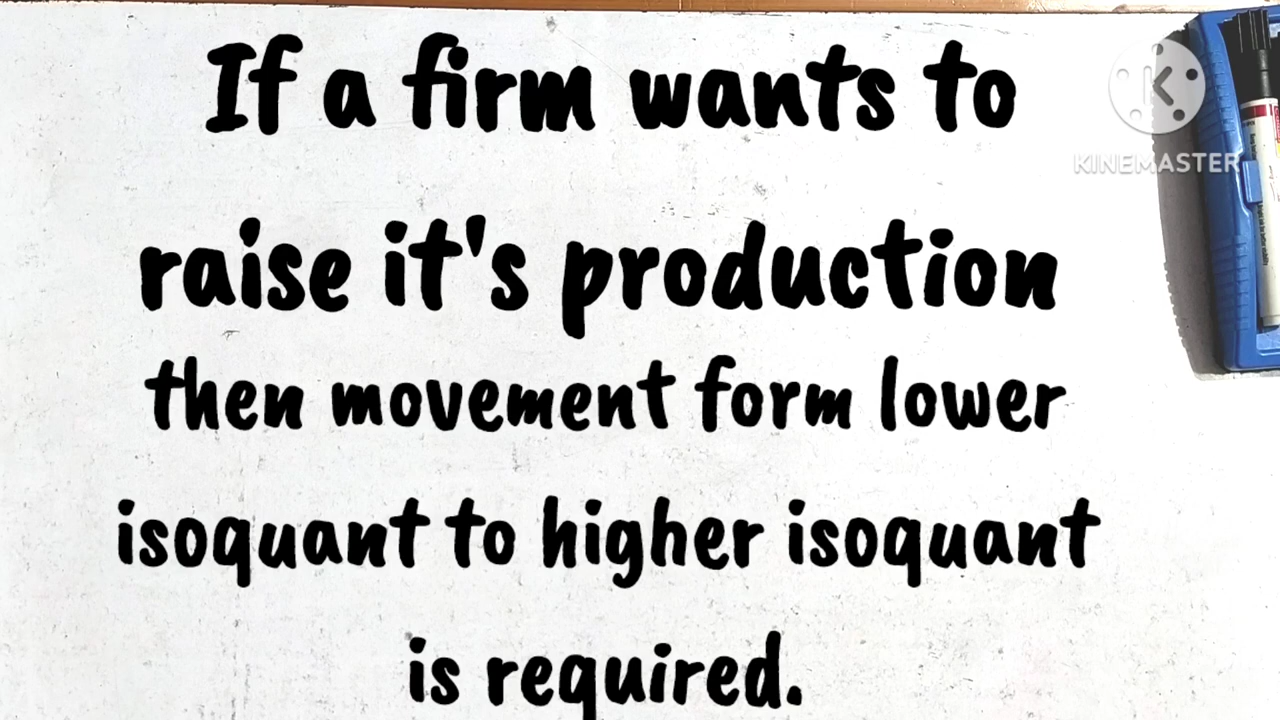 If a firm wants to
raise it's production
then movement form lower
isoquant to higher isoquant
is required.
KINEMASTER